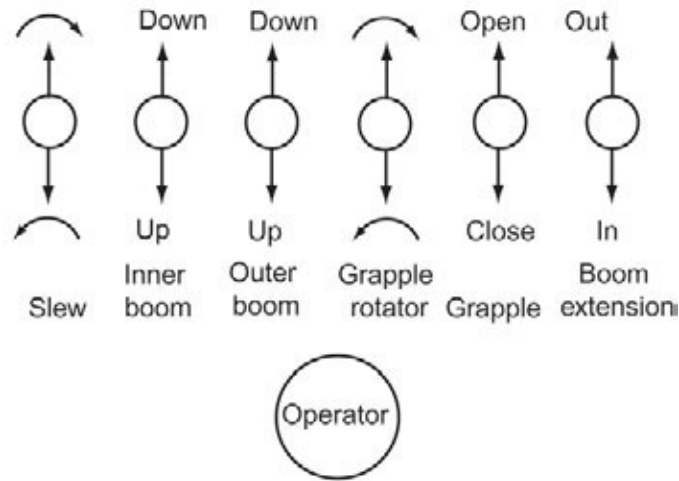 Down Down Open Out
Up Up Close In
Inner Outer Grapple Boom
Slew boom boom rotator Grapple extension
Operator